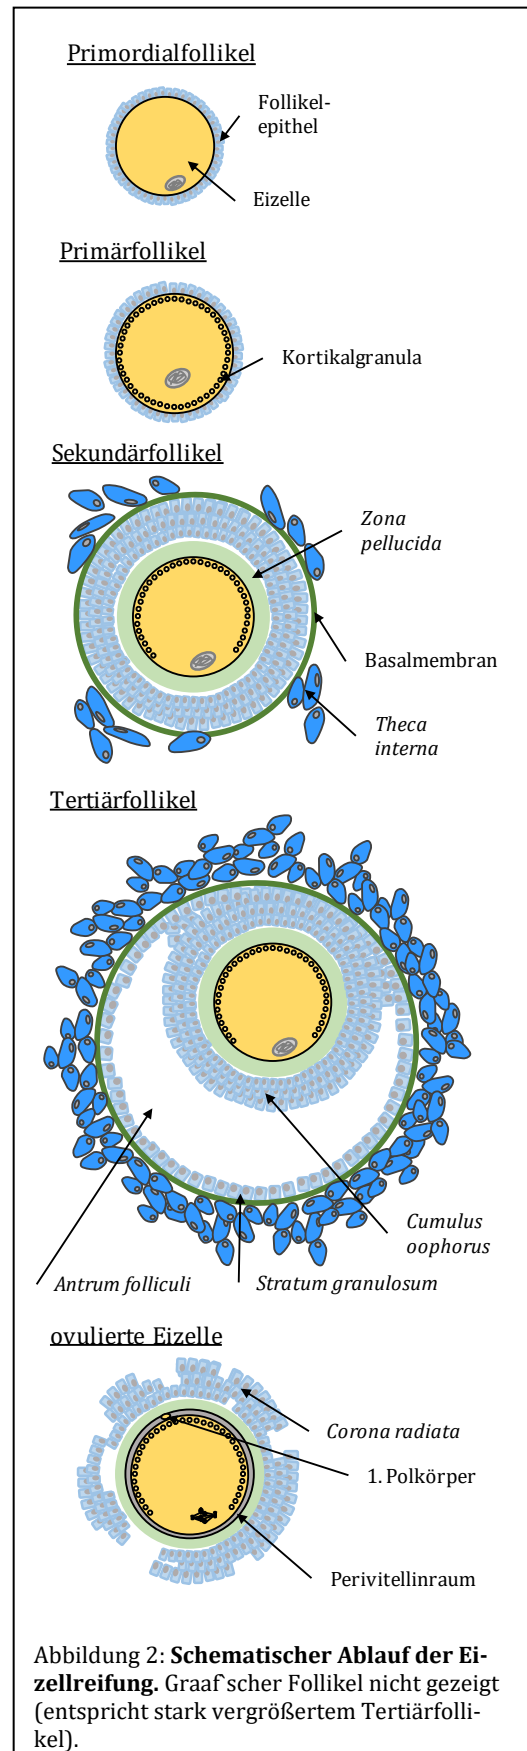 Primordialfollikel
Follikel-
epithel
Eizelle
Primärfollikel
Kortikalgranula
Sekundärfollikel
Zona
pellucida
Basalmembran
Theca
interna
Tertiärfollikel
Cumulus
oophorus
Antrum folliculi
Stratum granulosum
ovulierte Eizelle
Corona radiata
1. Polkörper
Perivitellinraum
Abbildung 2: Schematischer Ablauf der Ei-
zellreifung. Graaf`scher Follikel nicht gezeigt
(entspricht stark vergrößertem Tertiärfolli-
kel).